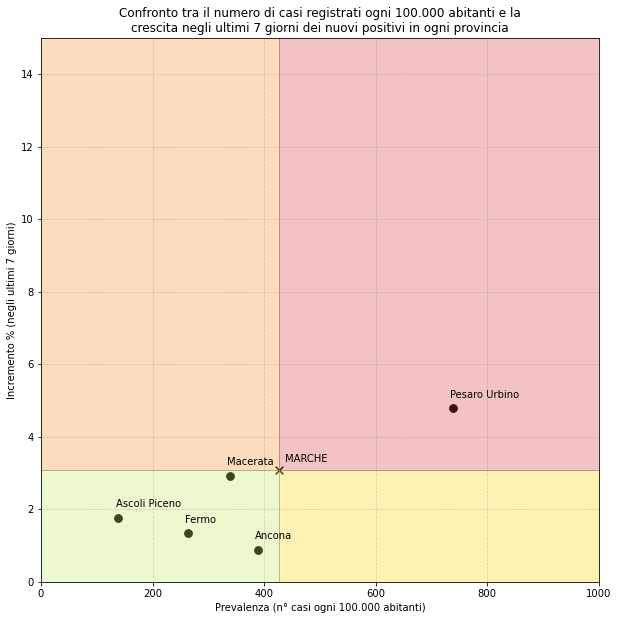 Confronto tra il numero di casi registrati ogni 100.000 abitanti e la
crescita negli ultimi 7 giorni dei nuovi positivi in ogni provincia
14
12
10
8
6
4
2
0
Incremento % (negli ultimi 7 giorni)
Pesaro Urbino
Macerata
MARCHE
Ascoli Piceno
Fermo
Ancona
0
200
400
600
800
1000
Prevalenza (n° casi ogni 100.000 abitanti)